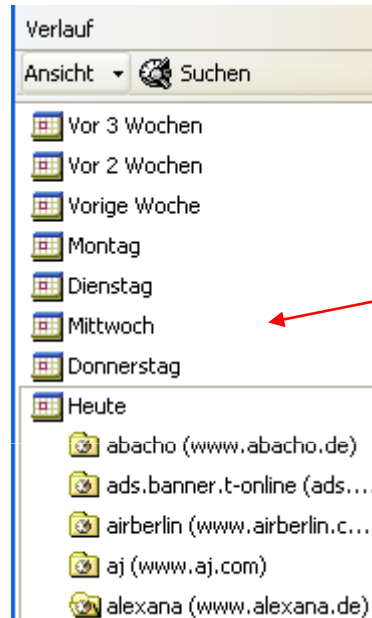 Verlauf
Ansicht Suchen
Vor 3 Wochen
Vor 2 Wochen
Vorige Woche
Montag
Dienstag
Mittwoch
Donnerstag
Heute
abacho (www.abacho.de)
ads.banner.t-online (ads....
airberlin (www.airberlin.c...
aj (www.aj.com)
alexana (www.alexana.de)